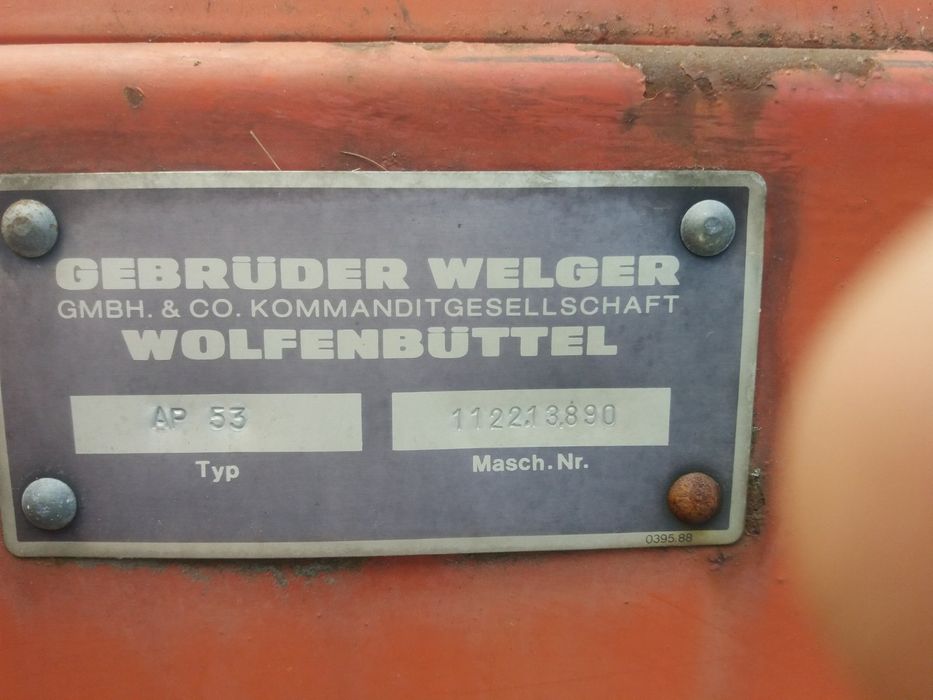 GEBRÜDER WELGER
GMBH. & CO. KOMMANDITGESELLSCHAFT
WOLFENBÜTTEL
AP 53 112213890
Typ Masch.Nr.
0395.88